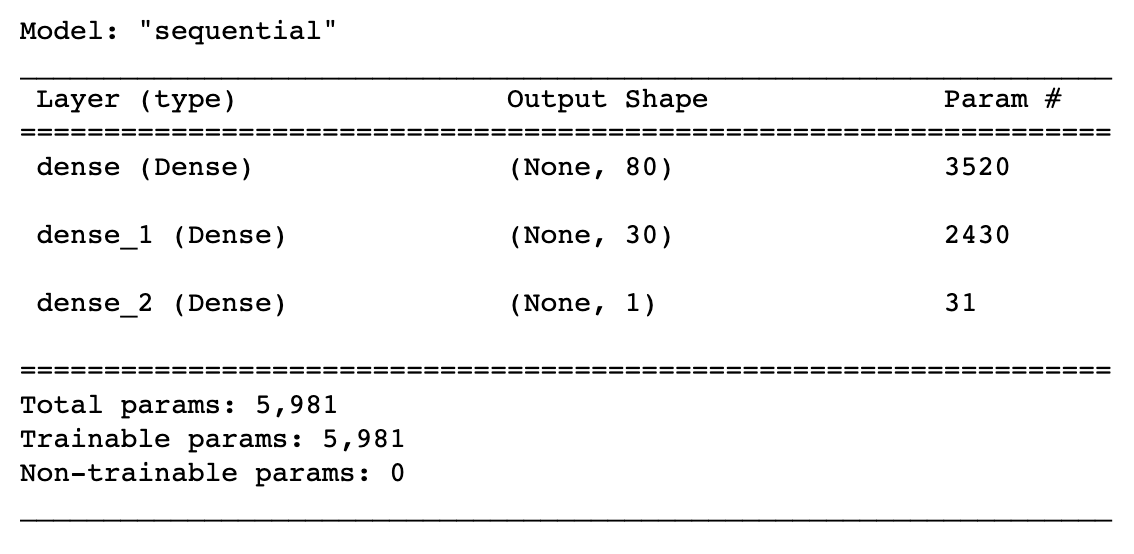 Model: "sequential"
Layer (type) Output Shape Param #
dense (Dense) (None, 80) 3520
dense_1 (Dense) (None, 30) 2430
dense_2 (Dense) (None, 1) 31
Total params: 5,981
Trainable params: 5,981
Non-trainable params: 0